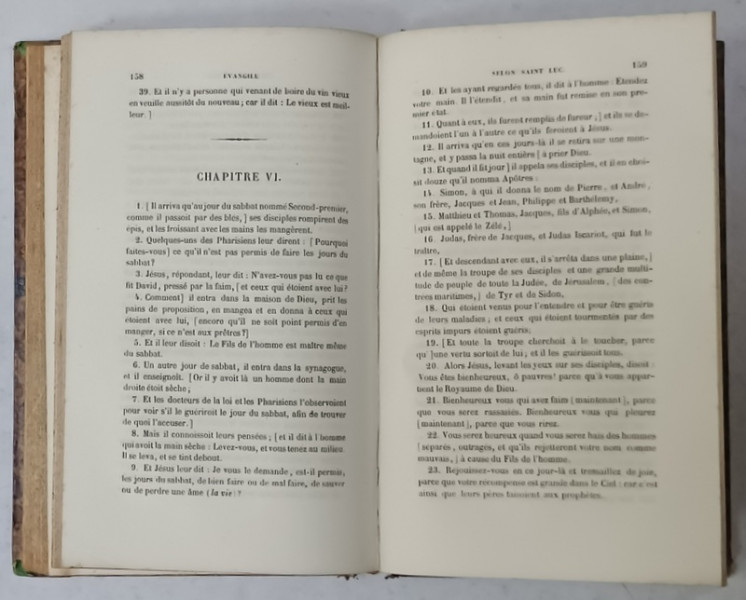 158
EVANGILE
39. Et il n'y a personne qui venant de boire du vin vieux
en veuille aussitôt du nouveau; car il dit : Le vieux est meil-
leur. ]
CHAPITRE VI.
1. [ Il arriva qu'au jour du sabbat nommé Second-premier,
comme il passoit par des blés, ] ses disciples rompirent des
épis, et les froissant avec les mains les mangèrent.
2. Quelques-uns des Pharisiens leur dirent : [ Pourquoi
faites-vous] ce qu'il n'est pas permis de faire les jours du
sabbat?
3. Jésus, répondant, leur dit : N'avez-vous pas lu ce que
fit David, pressé par la faim, [ et ceux qui étoient avec lui?
4. Comment] il entra dans la maison de Dieu, prit les
pains de proposition, en mangea et en donna à ceux qui
étoient avec lui, [ encore qu'il ne soit point permis d'en
manger, si ce n'est aux prêtres?]
5. Et il leur disoit : Le Fils de l'homme est maître même
du sabbat.
6. Un autre jour de sabbat, il entra dans la synagogue,
et il enseignoit. [ Or il y avoit là un homme dont la main
droite étoit sèche;
7. Et les docteurs de la loi et les Pharisiens l'observoient
pour voir s'il le guériroit le jour du sabbat, afin de trouver
de quoi l'accuser. ]
8. Mais il connoissoit leurs pensées; [ et il dit à l'homme
qui avoit la main sèche : Levez-vous, et vous tenez au milieu.
Il se leva, et se tint debout.
9. Et Jésus leur dit : Je vous le demande, est-il permis,
les jours du sabbat, de bien faire ou de mal faire, de sauver
ou de perdre une âme (la vie)?
SELON SAINT LUC.
159
10. Et les ayant regardés tous, il dit à l'homme : Étendez
votre main. Il l'étendit, et sa main fut remise en son pre-
mier état.
11. Quant à eux, ils furent remplis de fureur, ] et ils se de-
mandoient l'un à l'autre ce qu'ils feroient à Jésus.
12. Il arriva qu'en ces jours-là il se retira sur une mon-
tagne, et y passa la nuit entière [ à prier Dieu.
13. Et quand il fit jour ] il appela ses disciples, et il en choi-
sit douze qu'il nomma Apôtres :
14. Simon, à qui il donna le nom de Pierre, et André,
son frère, Jacques et Jean, Philippe et Barthélemy,
15. Matthieu et Thomas, Jacques, fils d'Alphée, et Simon,
[ qui est appelé le Zélé, ]
16. Judas, frère de Jacques, et Judas Iscariot, qui fut le
traître.
17. [ Et descendant avec eux, il s'arrêta dans une plaine, ]
et de même la troupe de ses disciples et une grande multi-
tude de peuple de toute la Judée, de Jérusalem, [ des con-
trées maritimes, ] de Tyr et de Sidon,
18. Qui étoient venus pour l'entendre et pour être guéris
de leurs maladies; et ceux qui étoient tourmentés par des
esprits impurs étoient guéris;
19. [ Et toute la troupe cherchoit à le toucher, parce
qu' ]une vertu sortoit de lui; et il les guérissoit tous.
20. Alors Jésus, levant les yeux sur ses disciples, disoit :
Vous êtes bienheureux, ô pauvres! parce qu'à vous appar-
tient le Royaume de Dieu.
21. Bienheureux vous qui avez faim [ maintenant ], parce
que vous serez rassasiés. Bienheureux vous qui pleurez
[ maintenant ], parce que vous rirez.
22. Vous serez heureux quand vous serez haïs des hommes
[ séparés, outragés, et qu'ils rejetteront votre nom comme
mauvais, ] à cause du Fils de l'homme.
23. Réjouissez-vous en ce jour-là et tressaillez de joie,
parce que votre récompense est grande dans le Ciel : car c'est
ainsi que leurs pères faisoient aux prophètes.